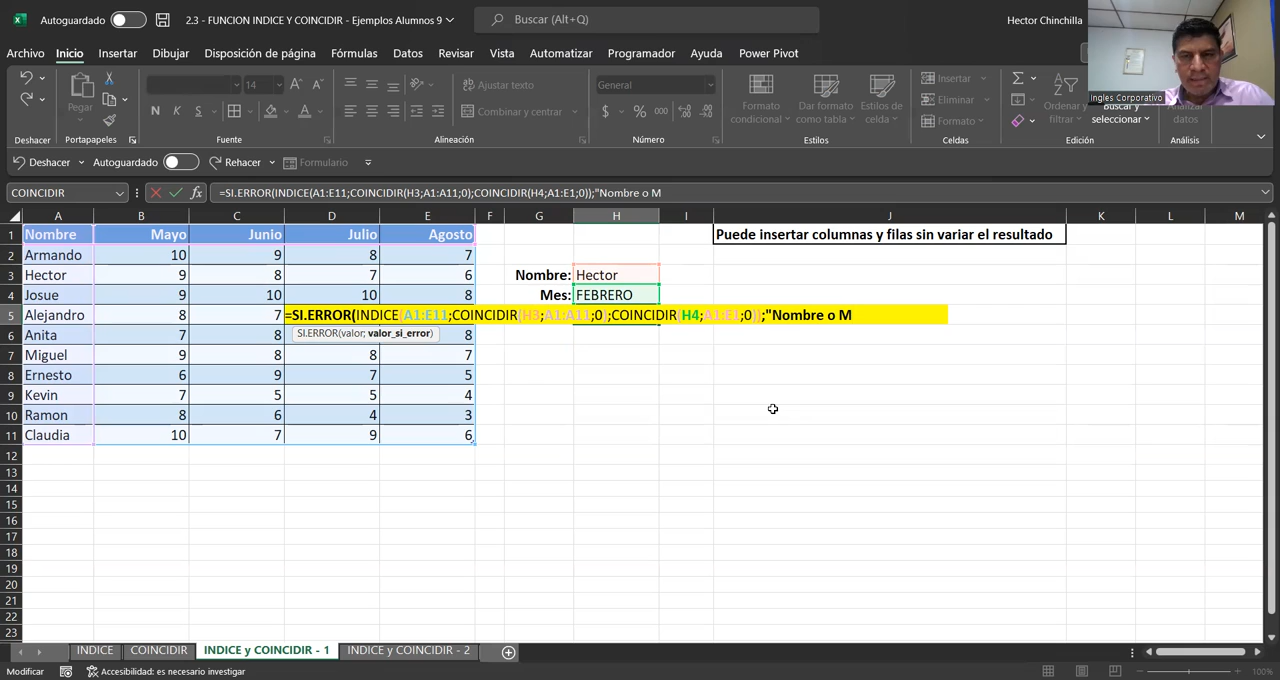 Autoguardado 2.3 - FUNCION INDICE Y COINCIDIR - Ejemplos Alumnos 9 Buscar (Alt+Q) Hector Chinchilla
Archivo Inicio Insertar Dibujar Disposición de página Fórmulas Datos Revisar Vista Automatizar Programador Ayuda Power Pivot
Pegar 14 Ajustar texto General Formato condicional Dar formato como tabla Estilos de celda Insertar
N K S Combinar y centrar $ % 000 Eliminar Ordenar y filtrar Buscar y seleccionar Analizar datos
Formato
Ingles Corporativo
Deshacer Portapapeles Fuente Alineación Número Estilos Celdas Edición Análisis
Deshacer Autoguardado Rehacer Formulario
COINCIDIR fx =SI.ERROR(INDICE(A1:E11;COINCIDIR(H3;A1:A11;0);COINCIDIR(H4;A1:E1;0));"Nombre o M
A B C D E F G H I J K L M
1 Nombre Mayo Junio Julio Agosto Puede insertar columnas y filas sin variar el resultado
2 Armando 10 9 8 7
3 Hector 9 8 7 6 Nombre: Hector
4 Josue 9 10 10 8 Mes: FEBRERO
5 Alejandro 8 7 =SI.ERROR(INDICE(A1:E11;COINCIDIR(H3;A1:A11;0);COINCIDIR(H4;A1:E1;0));"Nombre o M
6 Anita 7 8 SI.ERROR(valor; valor_si_error) 8
7 Miguel 9 8 8 7
8 Ernesto 6 9 7 5
9 Kevin 7 5 5 4
10 Ramon 8 6 4 3
11 Claudia 10 7 9 6
12
13
14
15
16
17
18
19
20
21
22
23
INDICE COINCIDIR INDICE y COINCIDIR - 1 INDICE y COINCIDIR - 2
Modificar Accesibilidad: es necesario investigar 100%